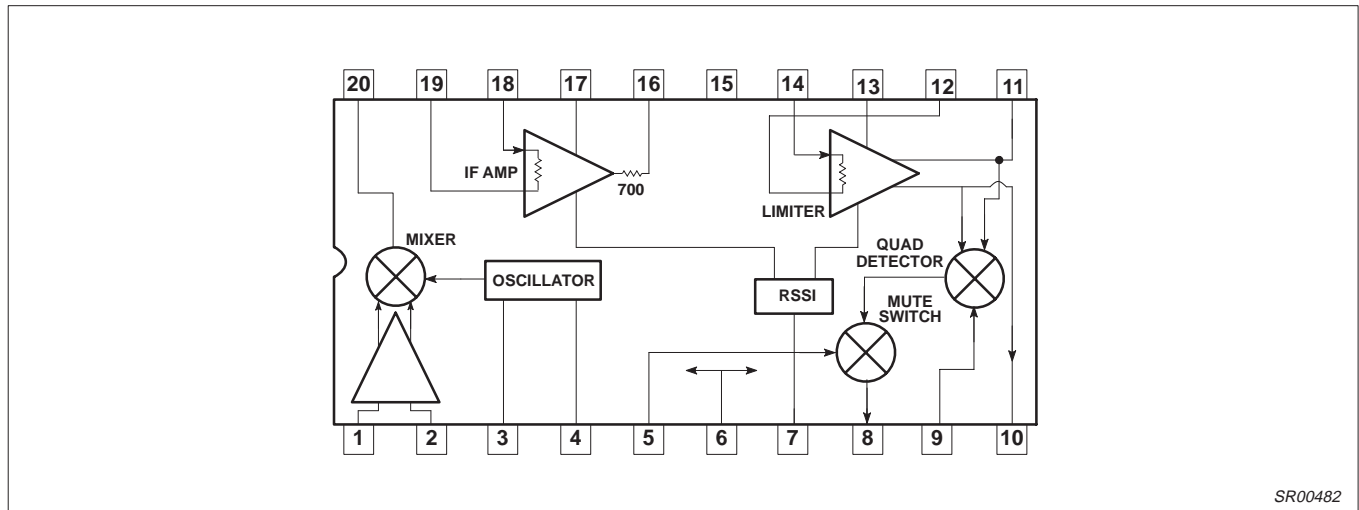 20 19 18 17 16 15 14 13 12 11
IF AMP
700
LIMITER
MIXER
QUAD
DETECTOR
OSCILLATOR
RSSI
MUTE
SWITCH
1 2 3 4 5 6 7 8 9 10
SR00482